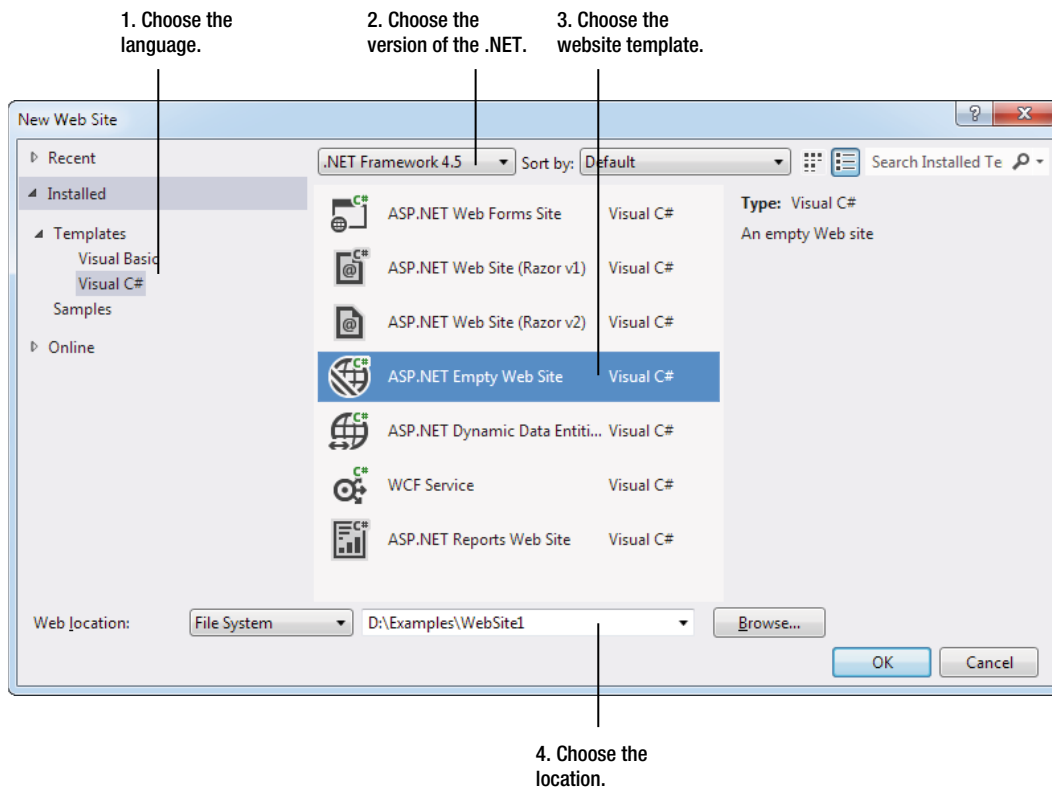 1. Choose the
language.
2. Choose the
version of the .NET.
3. Choose the
website template.
New Web Site
Recent
Installed
Templates
Visual Basic
Visual C#
Samples
Online
.NET Framework 4.5
Sort by: Default
Search Installed Te
ASP.NET Web Forms Site Visual C#
ASP.NET Web Site (Razor v1) Visual C#
ASP.NET Web Site (Razor v2) Visual C#
ASP.NET Empty Web Site Visual C#
ASP.NET Dynamic Data Entiti... Visual C#
WCF Service Visual C#
ASP.NET Reports Web Site Visual C#
Type: Visual C#
An empty Web site
Web location: File System D:\Examples\WebSite1 Browse...
OK Cancel
4. Choose the
location.